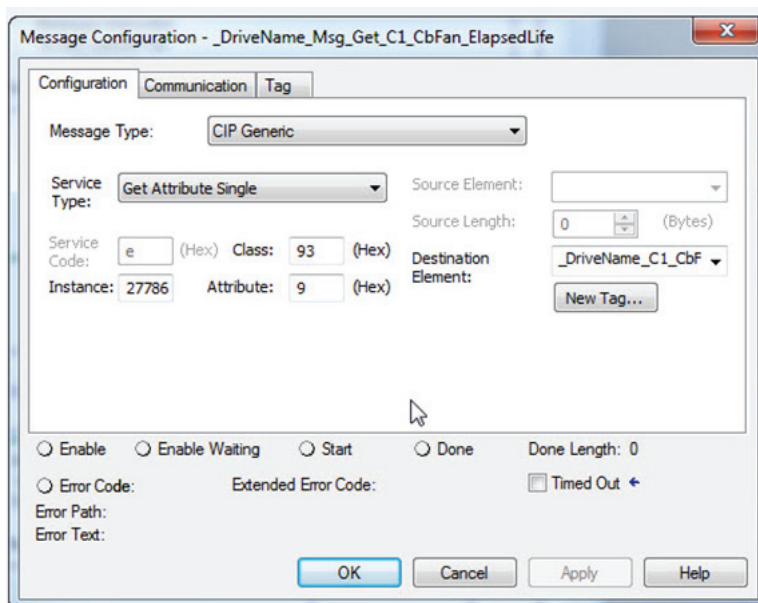 Message Configuration - _DriveName_Msg_Get_C1_CbFan_ElapsedLife
Configuration Communication Tag
Message Type: CIP Generic
Service Type: Get Attribute Single
Source Element:
Source Length: 0 (Bytes)
Service Code: e (Hex) Class: 93 (Hex)
Destination Element: _DriveName_C1_CbF
Instance: 27786 Attribute: 9 (Hex)
New Tag...
Enable Enable Waiting Start Done Done Length: 0
Error Code: Extended Error Code: Timed Out
Error Path:
Error Text:
OK Cancel Apply Help